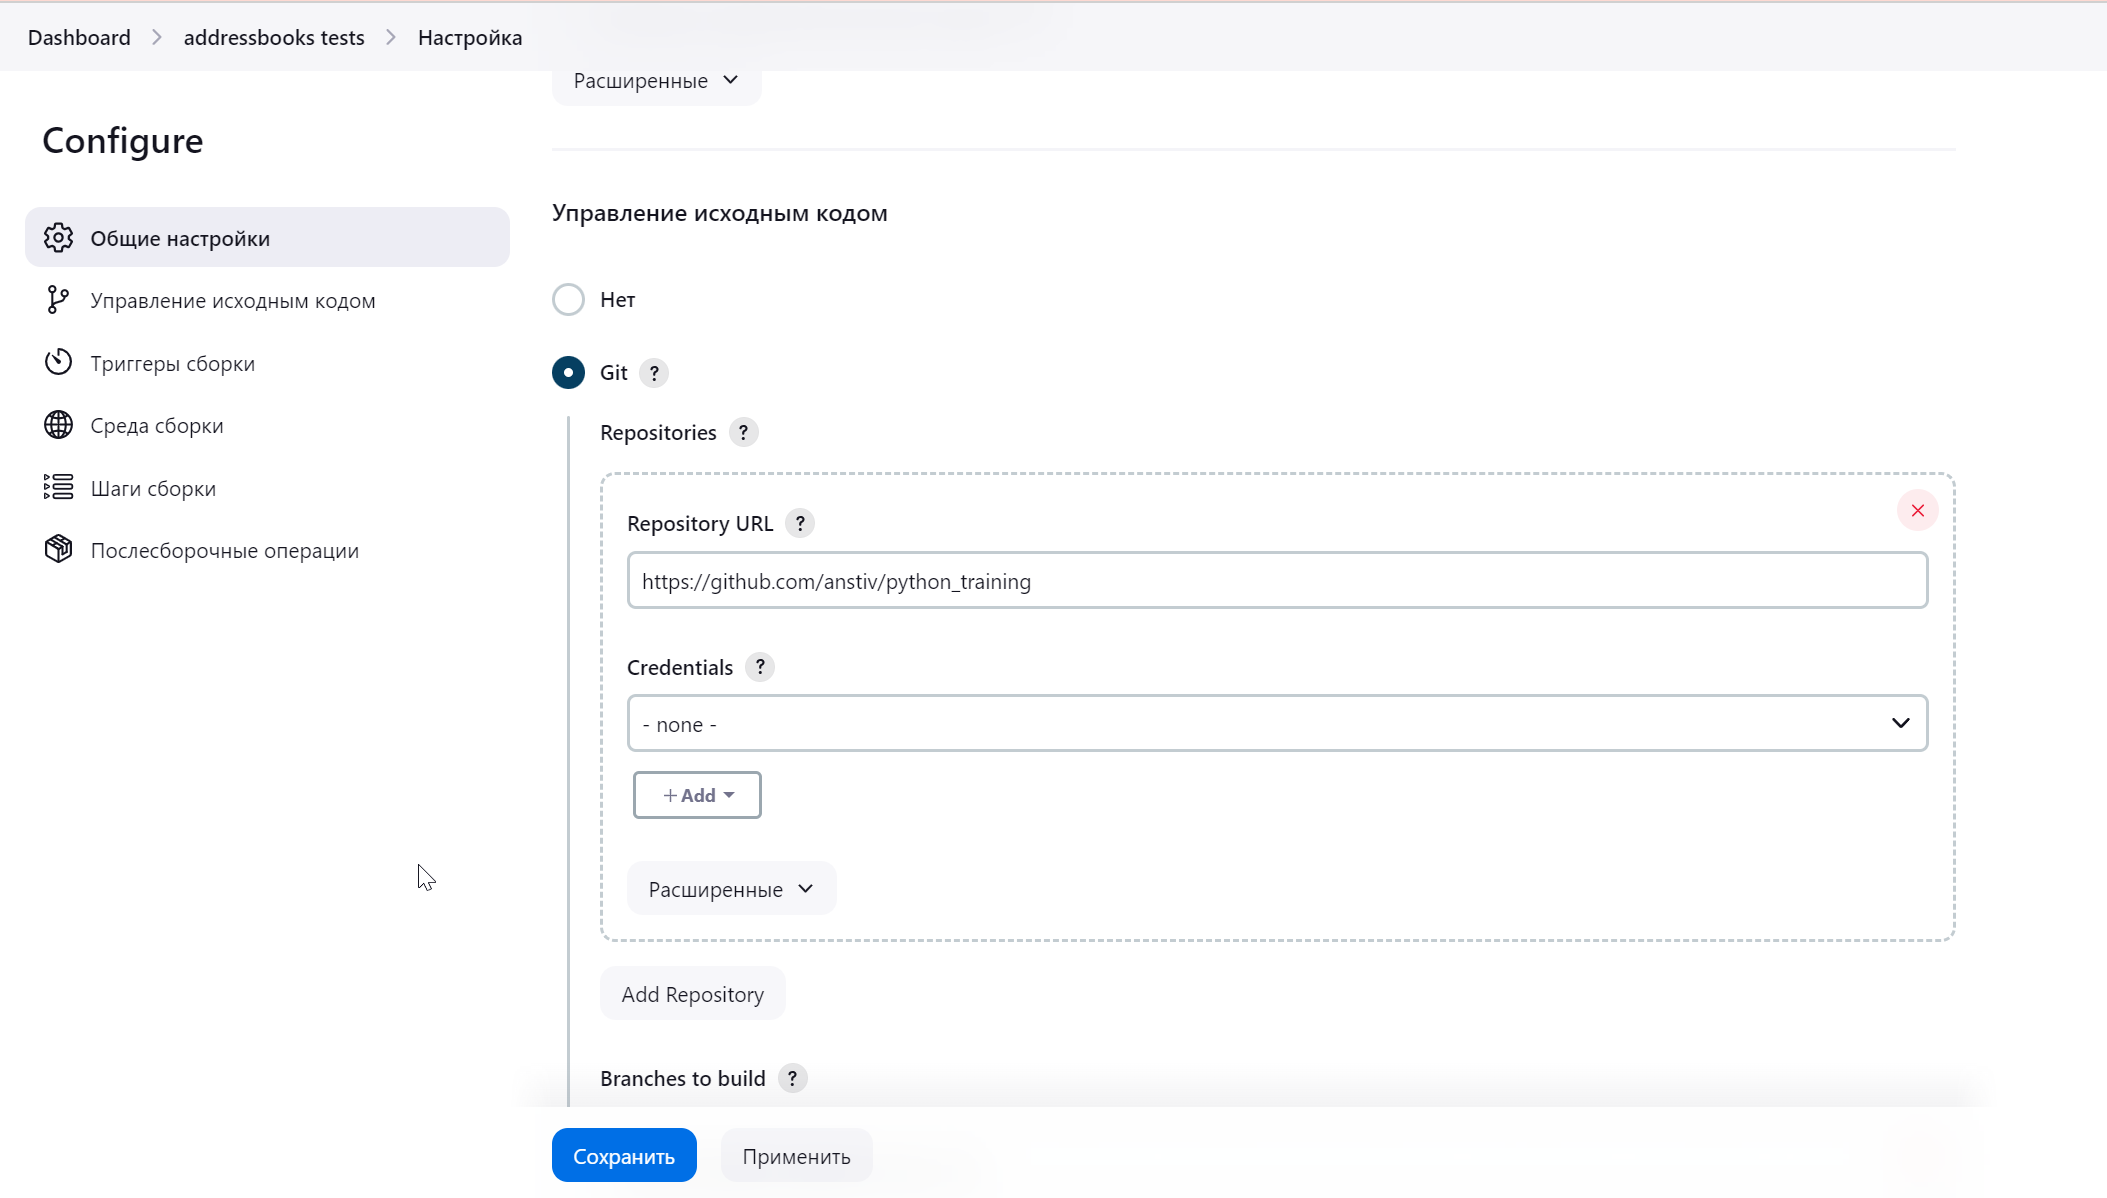 Dashboard > addressbooks tests > Настройка
Расширенные
Configure
Общие настройки
Управление исходным кодом
Триггеры сборки
Среда сборки
Шаги сборки
Послесборочные операции
Управление исходным кодом
Нет
Git ?
Repositories ?
Repository URL ?
https://github.com/anstiv/python_training
Credentials ?
- none -
+ Add
Расширенные
Add Repository
Branches to build ?
Сохранить
Применить